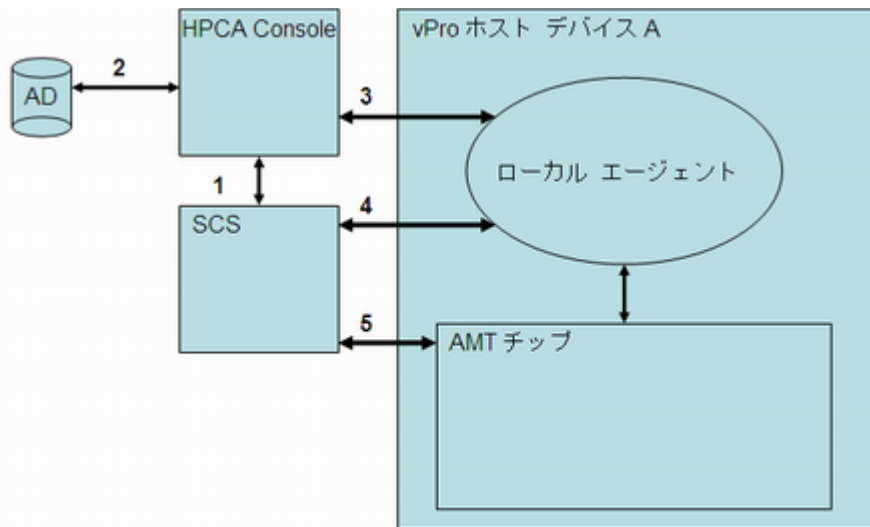 HPCA Console
vPro ホスト デバイス A
2
AD
3
ローカル エージェント
1
4
SCS
5
AMT チップ